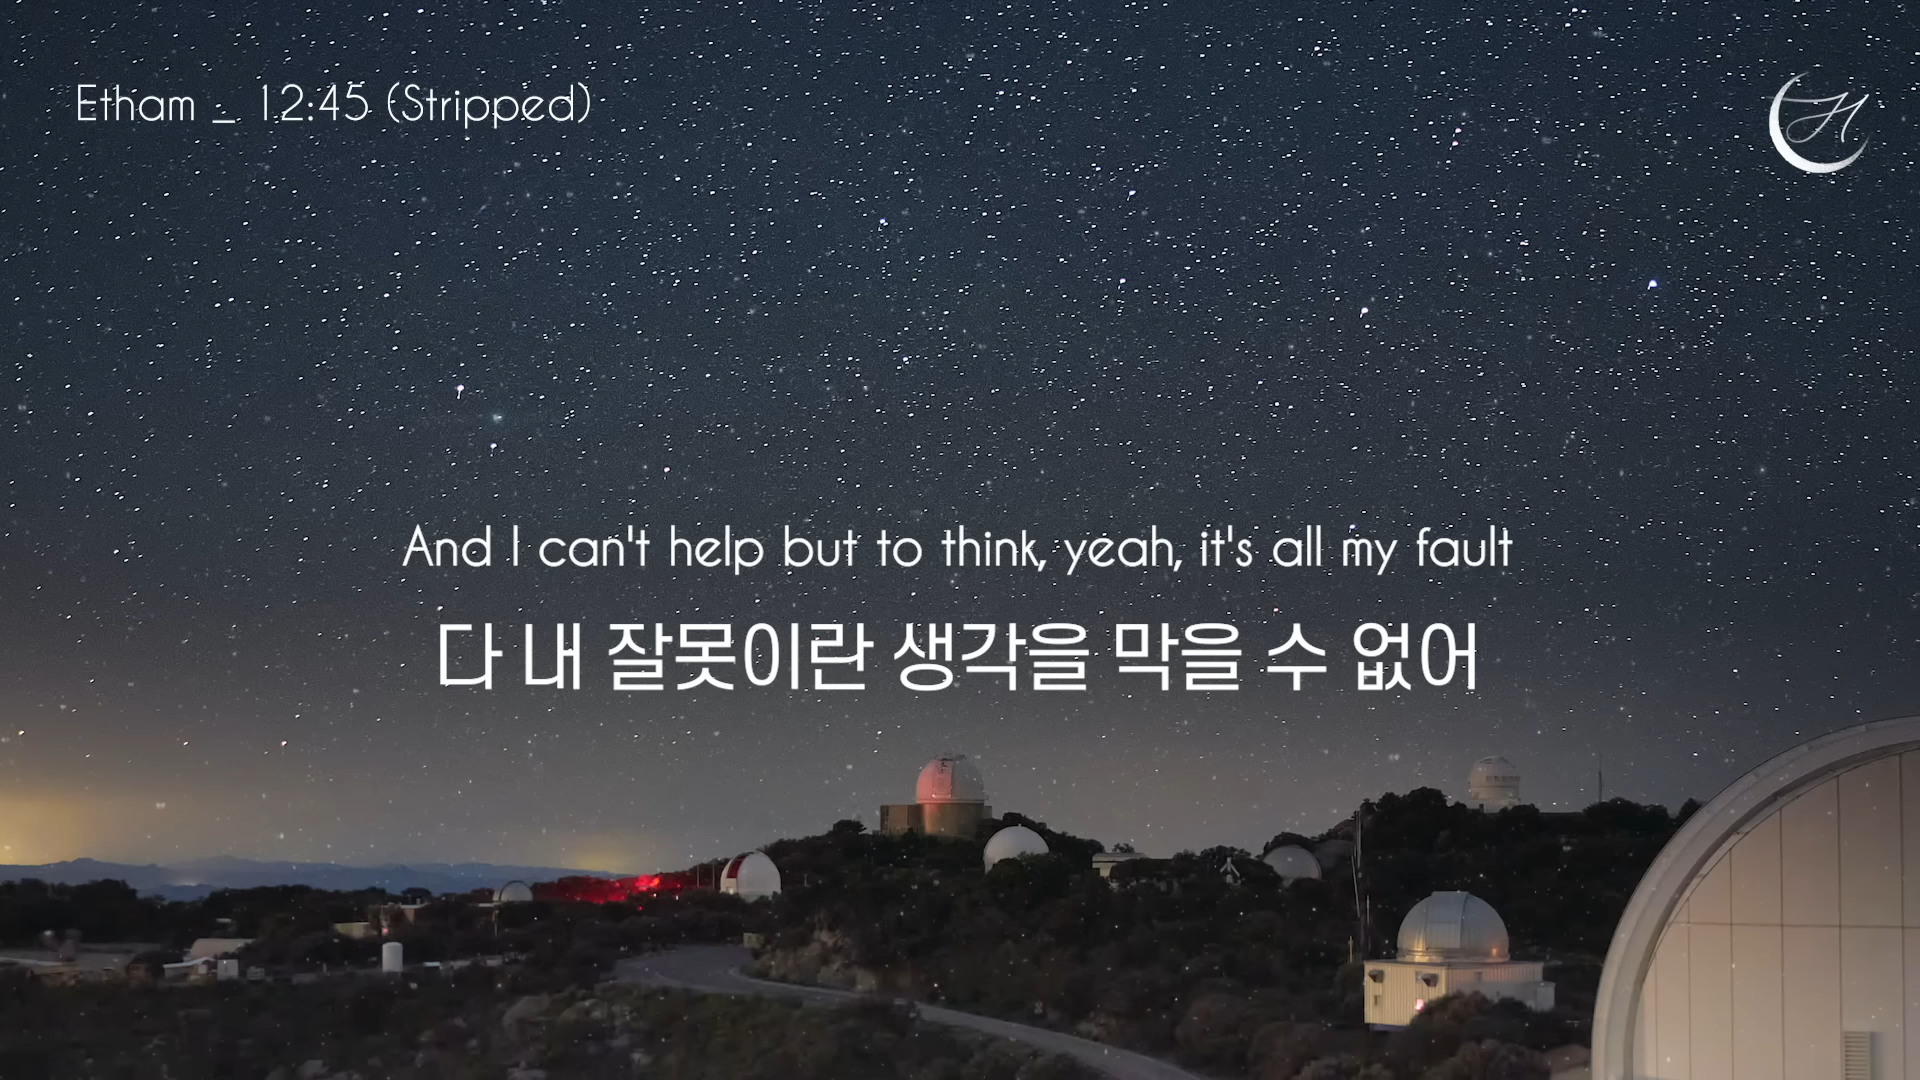 Etham _ 12:45 (Stripped)
And I can't help but to think, yeah, it's all my fault
다 내 잘못이란 생각을 막을 수 없어